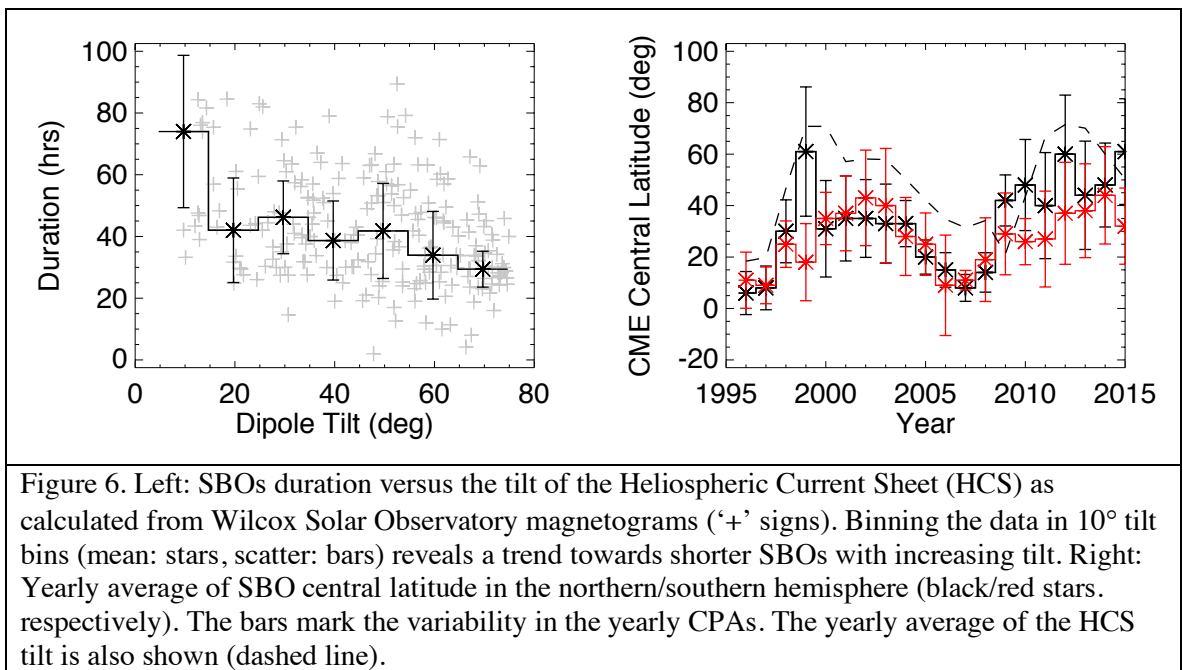 100
80
60
40
20
0
Duration (hrs)
0 20 40 60 80
Dipole Tilt (deg)
100
80
60
40
20
0
-20
CME Central Latitude (deg)
1995 2000 2005 2010 2015
Year
Figure 6. Left: SBOs duration versus the tilt of the Heliospheric Current Sheet (HCS) as
calculated from Wilcox Solar Observatory magnetograms (‘+’ signs). Binning the data in 10° tilt
bins (mean: stars, scatter: bars) reveals a trend towards shorter SBOs with increasing tilt. Right:
Yearly average of SBO central latitude in the northern/southern hemisphere (black/red stars.
respectively). The bars mark the variability in the yearly CPAs. The yearly average of the HCS
tilt is also shown (dashed line).